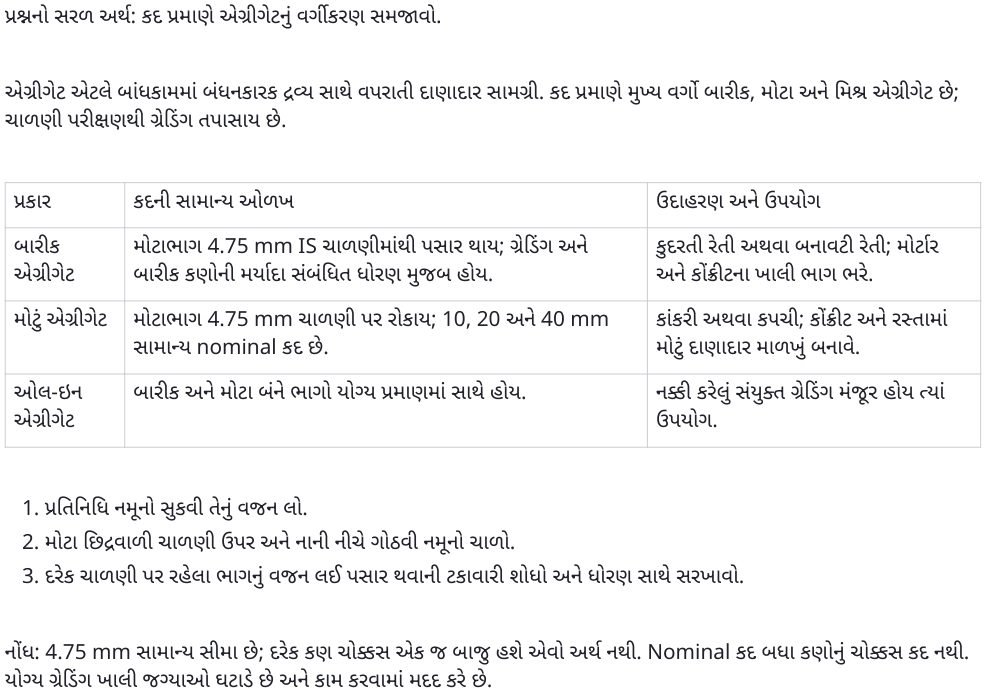 પ્રશ્નનો સરળ અર્થ: કદ પ્રમાણે એગ્રીગેટનું વર્ગીકરણ સમજાવો.
એગ્રીગેટ એટલે બાંધકામમાં બંધનકારક દ્રવ્ય સાથે વપરાતી દાણાદાર સામગ્રી. કદ પ્રમાણે મુખ્ય વર્ગો બારીક, મોટા અને મિશ્ર એગ્રીગેટ છે;
ચાળણી પરીક્ષણથી ગ્રેડિંગ તપાસાય છે.
પ્રકાર
કદની સામાન્ય ઓળખ
ઉદાહરણ અને ઉપયોગ
બારીક
એગ્રીગેટ
મોટાભાગ 4.75 mm IS ચાળણીમાંથી પસાર થાય; ગ્રેડિંગ અને
બારીક કણોની મર્યાદા સંબંધિત ધોરણ મુજબ હોય.
કુદરતી રેતી અથવા બનાવટી રેતી; મોર્ટાર
અને કોંક્રીટના ખાલી ભાગ ભરે.
મોટું એગ્રીગેટ
મોટાભાગ 4.75 mm ચાળણી પર રોકાય; 10, 20 અને 40 mm
સામાન્ય nominal કદ છે.
કાંકરી અથવા કપચી; કોંક્રીટ અને રસ્તામાં
મોટું દાણાદાર માળખું બનાવે.
ઓલ-ઇન
એગ્રીગેટ
બારીક અને મોટા બંને ભાગો યોગ્ય પ્રમાણમાં સાથે હોય.
નક્કી કરેલું સંયુક્ત ગ્રેડિંગ મંજૂર હોય ત્યાં
ઉપયોગ.
1. પ્રતિનિધિ નમૂનો સુકવી તેનું વજન લો.
2. મોટા છિદ્રવાળી ચાળણી ઉપર અને નાની નીચે ગોઠવી નમૂનો ચાળો.
3. દરેક ચાળણી પર રહેલા ભાગનું વજન લઈ પસાર થવાની ટકાવારી શોધો અને ધોરણ સાથે સરખાવો.
નોંધ: 4.75 mm સામાન્ય સીમા છે; દરેક કણ ચોક્કસ એક જ બાજુ હશે એવો અર્થ નથી. Nominal કદ બધા કણોનું ચોક્કસ કદ નથી.
યોગ્ય ગ્રેડિંગ ખાલી જગ્યાઓ ઘટાડે છે અને કામ કરવામાં મદદ કરે છે.